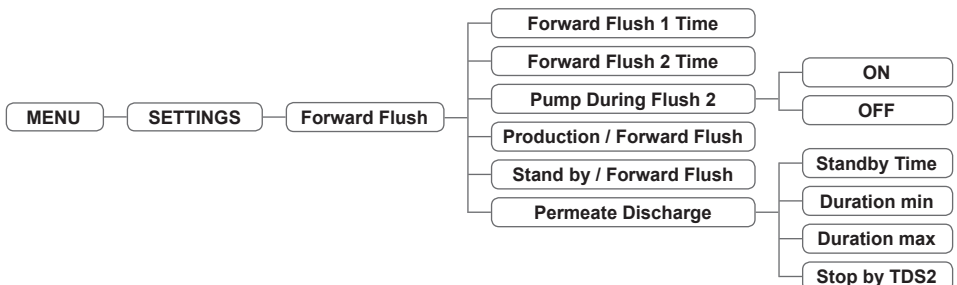 MENU
SETTINGS
Forward Flush
Forward Flush 1 Time
Forward Flush 2 Time
Pump During Flush 2
ON
OFF
Production / Forward Flush
Stand by / Forward Flush
Permeate Discharge
Standby Time
Duration min
Duration max
Stop by TDS2